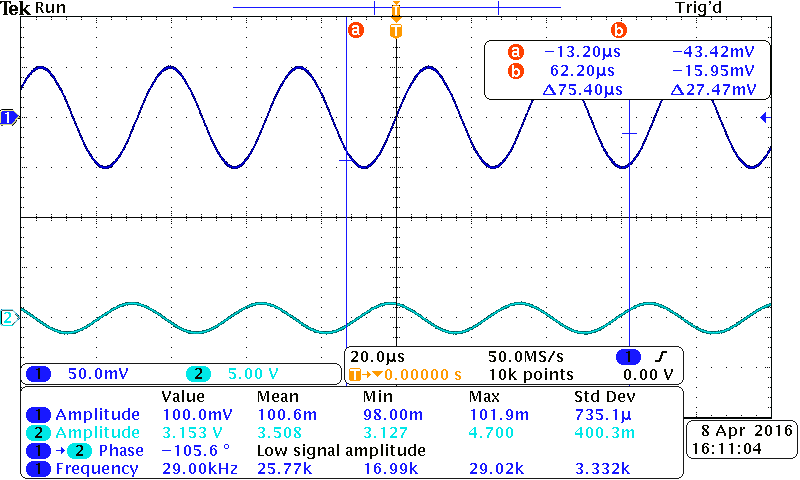 Tek Run Trig'd
T
a T b
a −13.20µs −43.42mV
b 62.20µs −15.95mV
Δ75.40µs Δ27.47mV
1
2
1 50.0mV 2 5.00 V
20.0µs 50.0MS/s 1
T→▼0.00000 s 10k points 0.00 V
Value Mean Min Max Std Dev
1 Amplitude 100.0mV 100.6m 98.00m 101.9m 735.1µ
2 Amplitude 3.153 V 3.508 3.127 4.700 400.3m
1 → 2 Phase −105.6 ° Low signal amplitude
1 Frequency 29.00kHz 25.77k 16.99k 29.02k 3.332k
8 Apr 2016
16:11:04